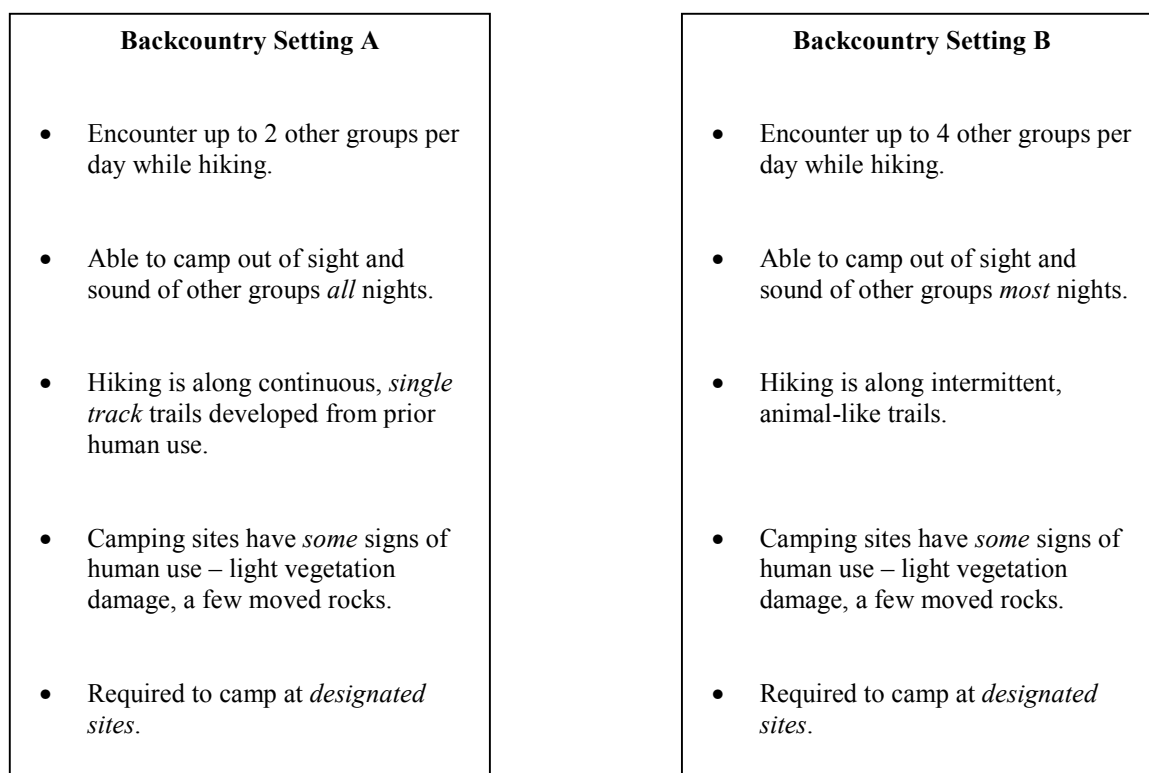 Backcountry Setting A
• Encounter up to 2 other groups per
day while hiking.
• Able to camp out of sight and
sound of other groups all nights.
• Hiking is along continuous, single
track trails developed from prior
human use.
• Camping sites have some signs of
human use – light vegetation
damage, a few moved rocks.
• Required to camp at designated
sites.
Backcountry Setting B
• Encounter up to 4 other groups per
day while hiking.
• Able to camp out of sight and
sound of other groups most nights.
• Hiking is along intermittent,
animal-like trails.
• Camping sites have some signs of
human use – light vegetation
damage, a few moved rocks.
• Required to camp at designated
sites.